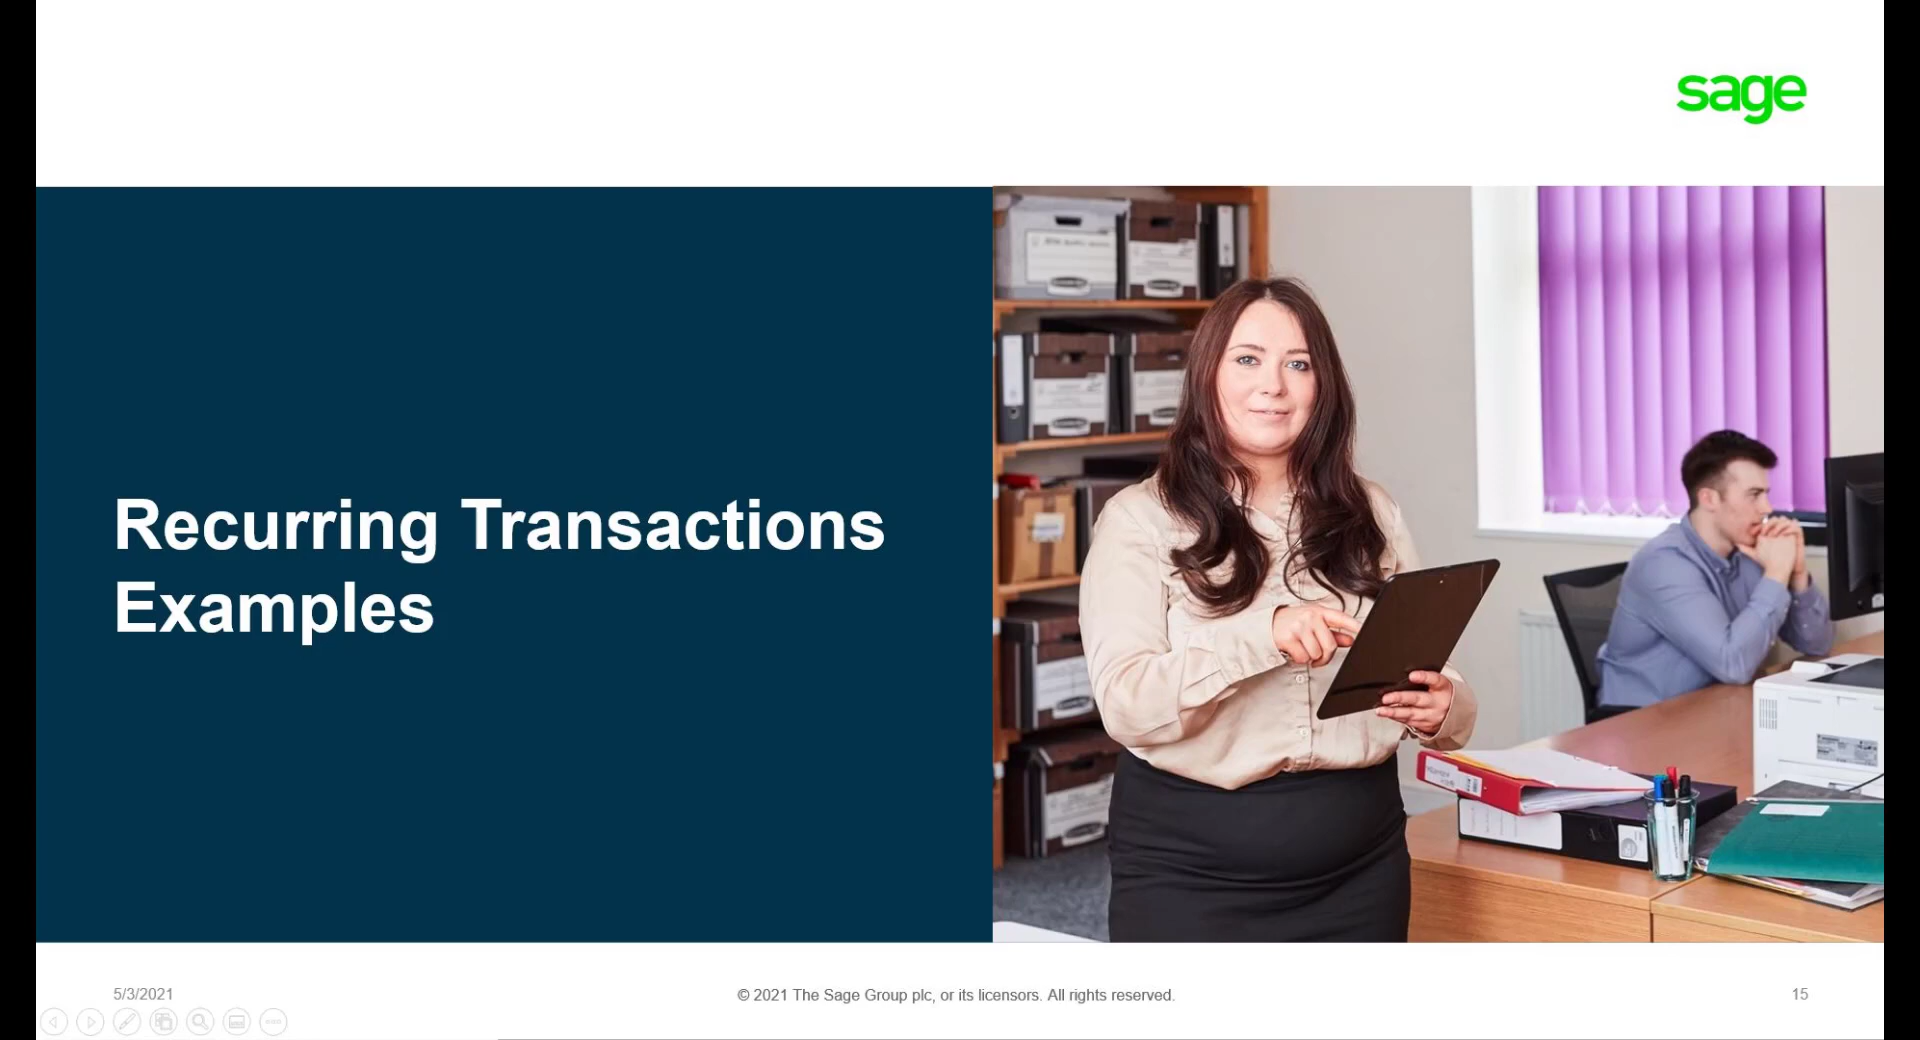 sage
Recurring Transactions
Examples
5/3/2021
© 2021 The Sage Group plc, or its licensors. All rights reserved.
15